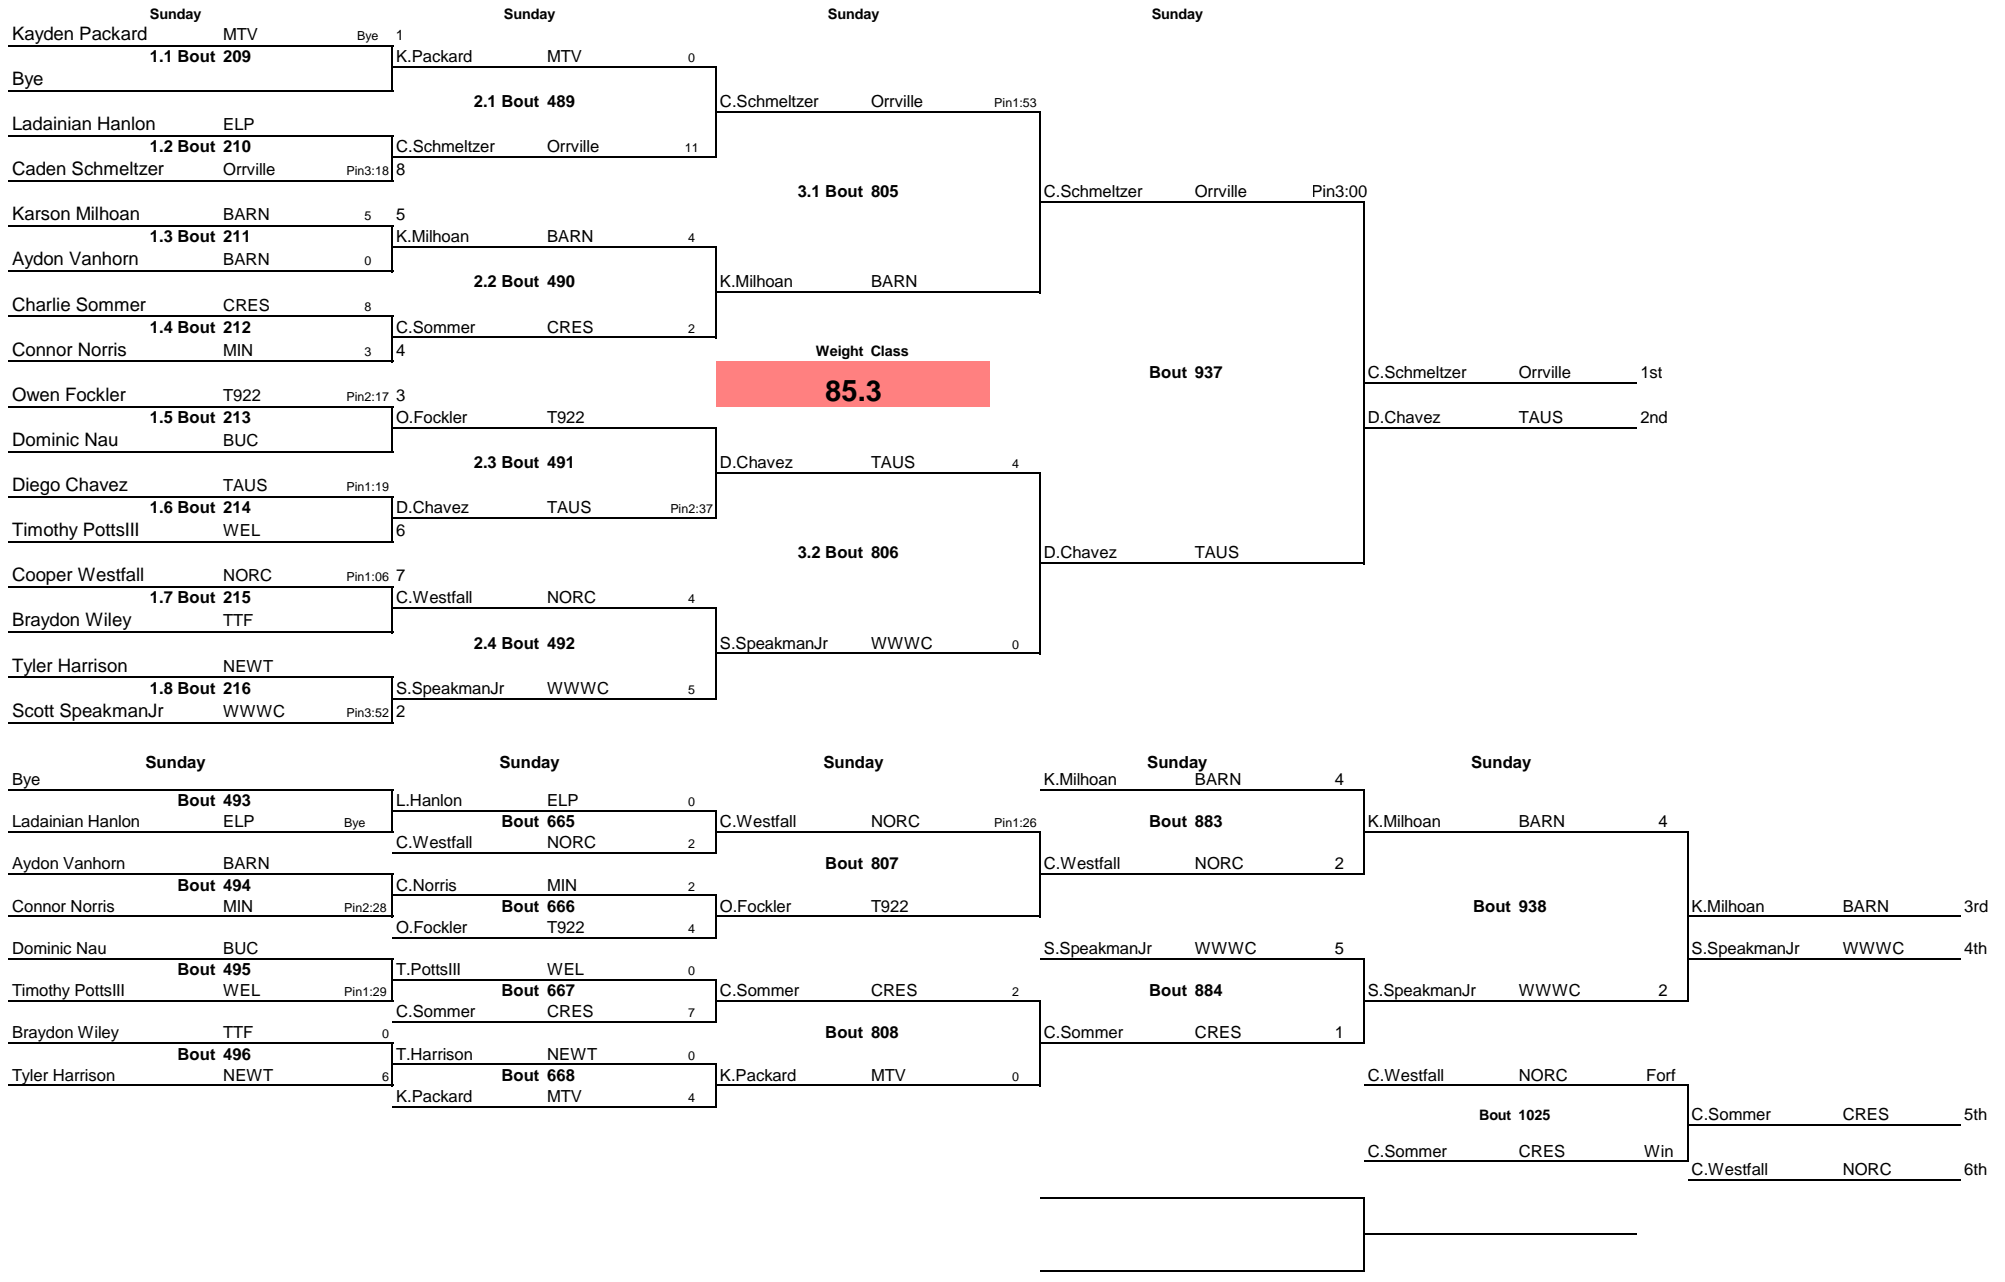 Sunday Sunday Sunday Sunday
Kayden Packard MTV Bye 1
1.1 Bout 209 K.Packard MTV 0
Bye
2.1 Bout 489 C.Schmeltzer Orrville Pin1:53
Ladainian Hanlon ELP
1.2 Bout 210 C.Schmeltzer Orrville 11
Caden Schmeltzer Orrville Pin3:18 8
3.1 Bout 805 C.Schmeltzer Orrville Pin3:00
Karson Milhoan BARN 5 5
1.3 Bout 211 K.Milhoan BARN 4
Aydon Vanhorn BARN 0
2.2 Bout 490 K.Milhoan BARN
Charlie Sommer CRES 8
1.4 Bout 212 C.Sommer CRES 2
Connor Norris MIN 3 4
Weight Class
Bout 937 C.Schmeltzer Orrville 1st
85.3
Owen Fockler T922 Pin2:17 3
1.5 Bout 213 O.Fockler T922 D.Chavez TAUS 2nd
Dominic Nau BUC
2.3 Bout 491 D.Chavez TAUS 4
Diego Chavez TAUS Pin1:19
1.6 Bout 214 D.Chavez TAUS Pin2:37
Timothy PottsIII WEL 6
3.2 Bout 806 D.Chavez TAUS
Cooper Westfall NORC Pin1:06 7
1.7 Bout 215 C.Westfall NORC 4
Braydon Wiley TTF
2.4 Bout 492 S.SpeakmanJr WWWC 0
Tyler Harrison NEWT
1.8 Bout 216 S.SpeakmanJr WWWC 5
Scott SpeakmanJr WWWC Pin3:52 2
Sunday Sunday Sunday Sunday Sunday
Bye K.Milhoan BARN 4
Bout 493 L.Hanlon ELP 0
Ladainian Hanlon ELP Bye Bout 665 C.Westfall NORC Pin1:26 Bout 883 K.Milhoan BARN 4
C.Westfall NORC 2
Aydon Vanhorn BARN Bout 807 C.Westfall NORC 2
Bout 494 C.Norris MIN 2
Connor Norris MIN Pin2:28 Bout 666 O.Fockler T922 Bout 938 K.Milhoan BARN 3rd
O.Fockler T922 4
Dominic Nau BUC S.SpeakmanJr WWWC 5 S.SpeakmanJr WWWC 4th
Bout 495 T.PottsIII WEL 0
Timothy PottsIII WEL Pin1:29 Bout 667 C.Sommer CRES 2 Bout 884 S.SpeakmanJr WWWC 2
C.Sommer CRES 7
Braydon Wiley TTF 0 Bout 808 C.Sommer CRES 1
Bout 496 T.Harrison NEWT 0
Tyler Harrison NEWT 6 Bout 668 K.Packard MTV 0 C.Westfall NORC Forf
K.Packard MTV 4
Bout 1025 C.Sommer CRES 5th
C.Sommer CRES Win
C.Westfall NORC 6th